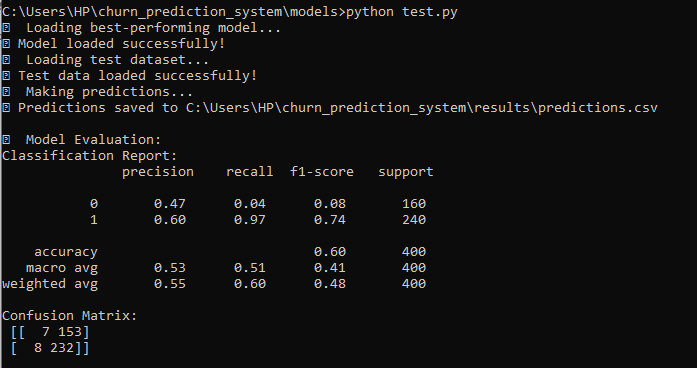 C:\Users\HP\churn_prediction_system\models>python test.py
Loading best-performing model...
Model loaded successfully!
Loading test dataset...
Test data loaded successfully!
Making predictions...
Predictions saved to C:\Users\HP\churn_prediction_system\results\predictions.csv
Model Evaluation:
Classification Report:
precision recall f1-score support
0 0.47 0.04 0.08 160
1 0.60 0.97 0.74 240
accuracy 0.60 400
macro avg 0.53 0.51 0.41 400
weighted avg 0.55 0.60 0.48 400
Confusion Matrix:
[[ 7 153]
[ 8 232]]